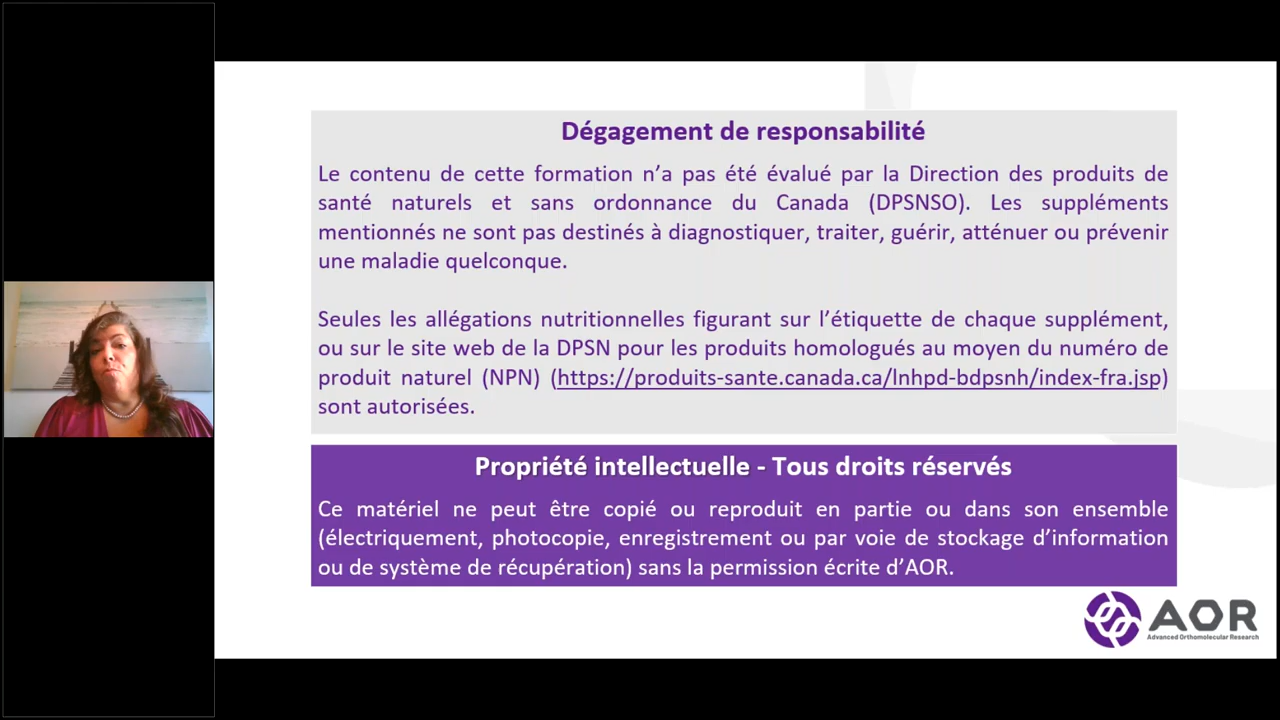 Dégagement de responsabilité
Le contenu de cette formation n'a pas été évalué par la Direction des produits de
santé naturels et sans ordonnance du Canada (DPSNSO). Les suppléments
mentionnés ne sont pas destinés à diagnostiquer, traiter, guérir, atténuer ou prévenir
une maladie quelconque.
Seules les allégations nutritionnelles figurant sur l'étiquette de chaque supplément,
ou sur le site web de la DPSN pour les produits homologués au moyen du numéro de
produit naturel (NPN) (https://produits-sante.canada.ca/lnhpd-bdpsnh/index-fra.jsp)
sont autorisées.
Propriété intellectuelle - Tous droits réservés
Ce matériel ne peut être copié ou reproduit en partie ou dans son ensemble
(électriquement, photocopie, enregistrement ou par voie de stockage d'information
ou de système de récupération) sans la permission écrite d'AOR.
AOR
Advanced Orthomolecular Research